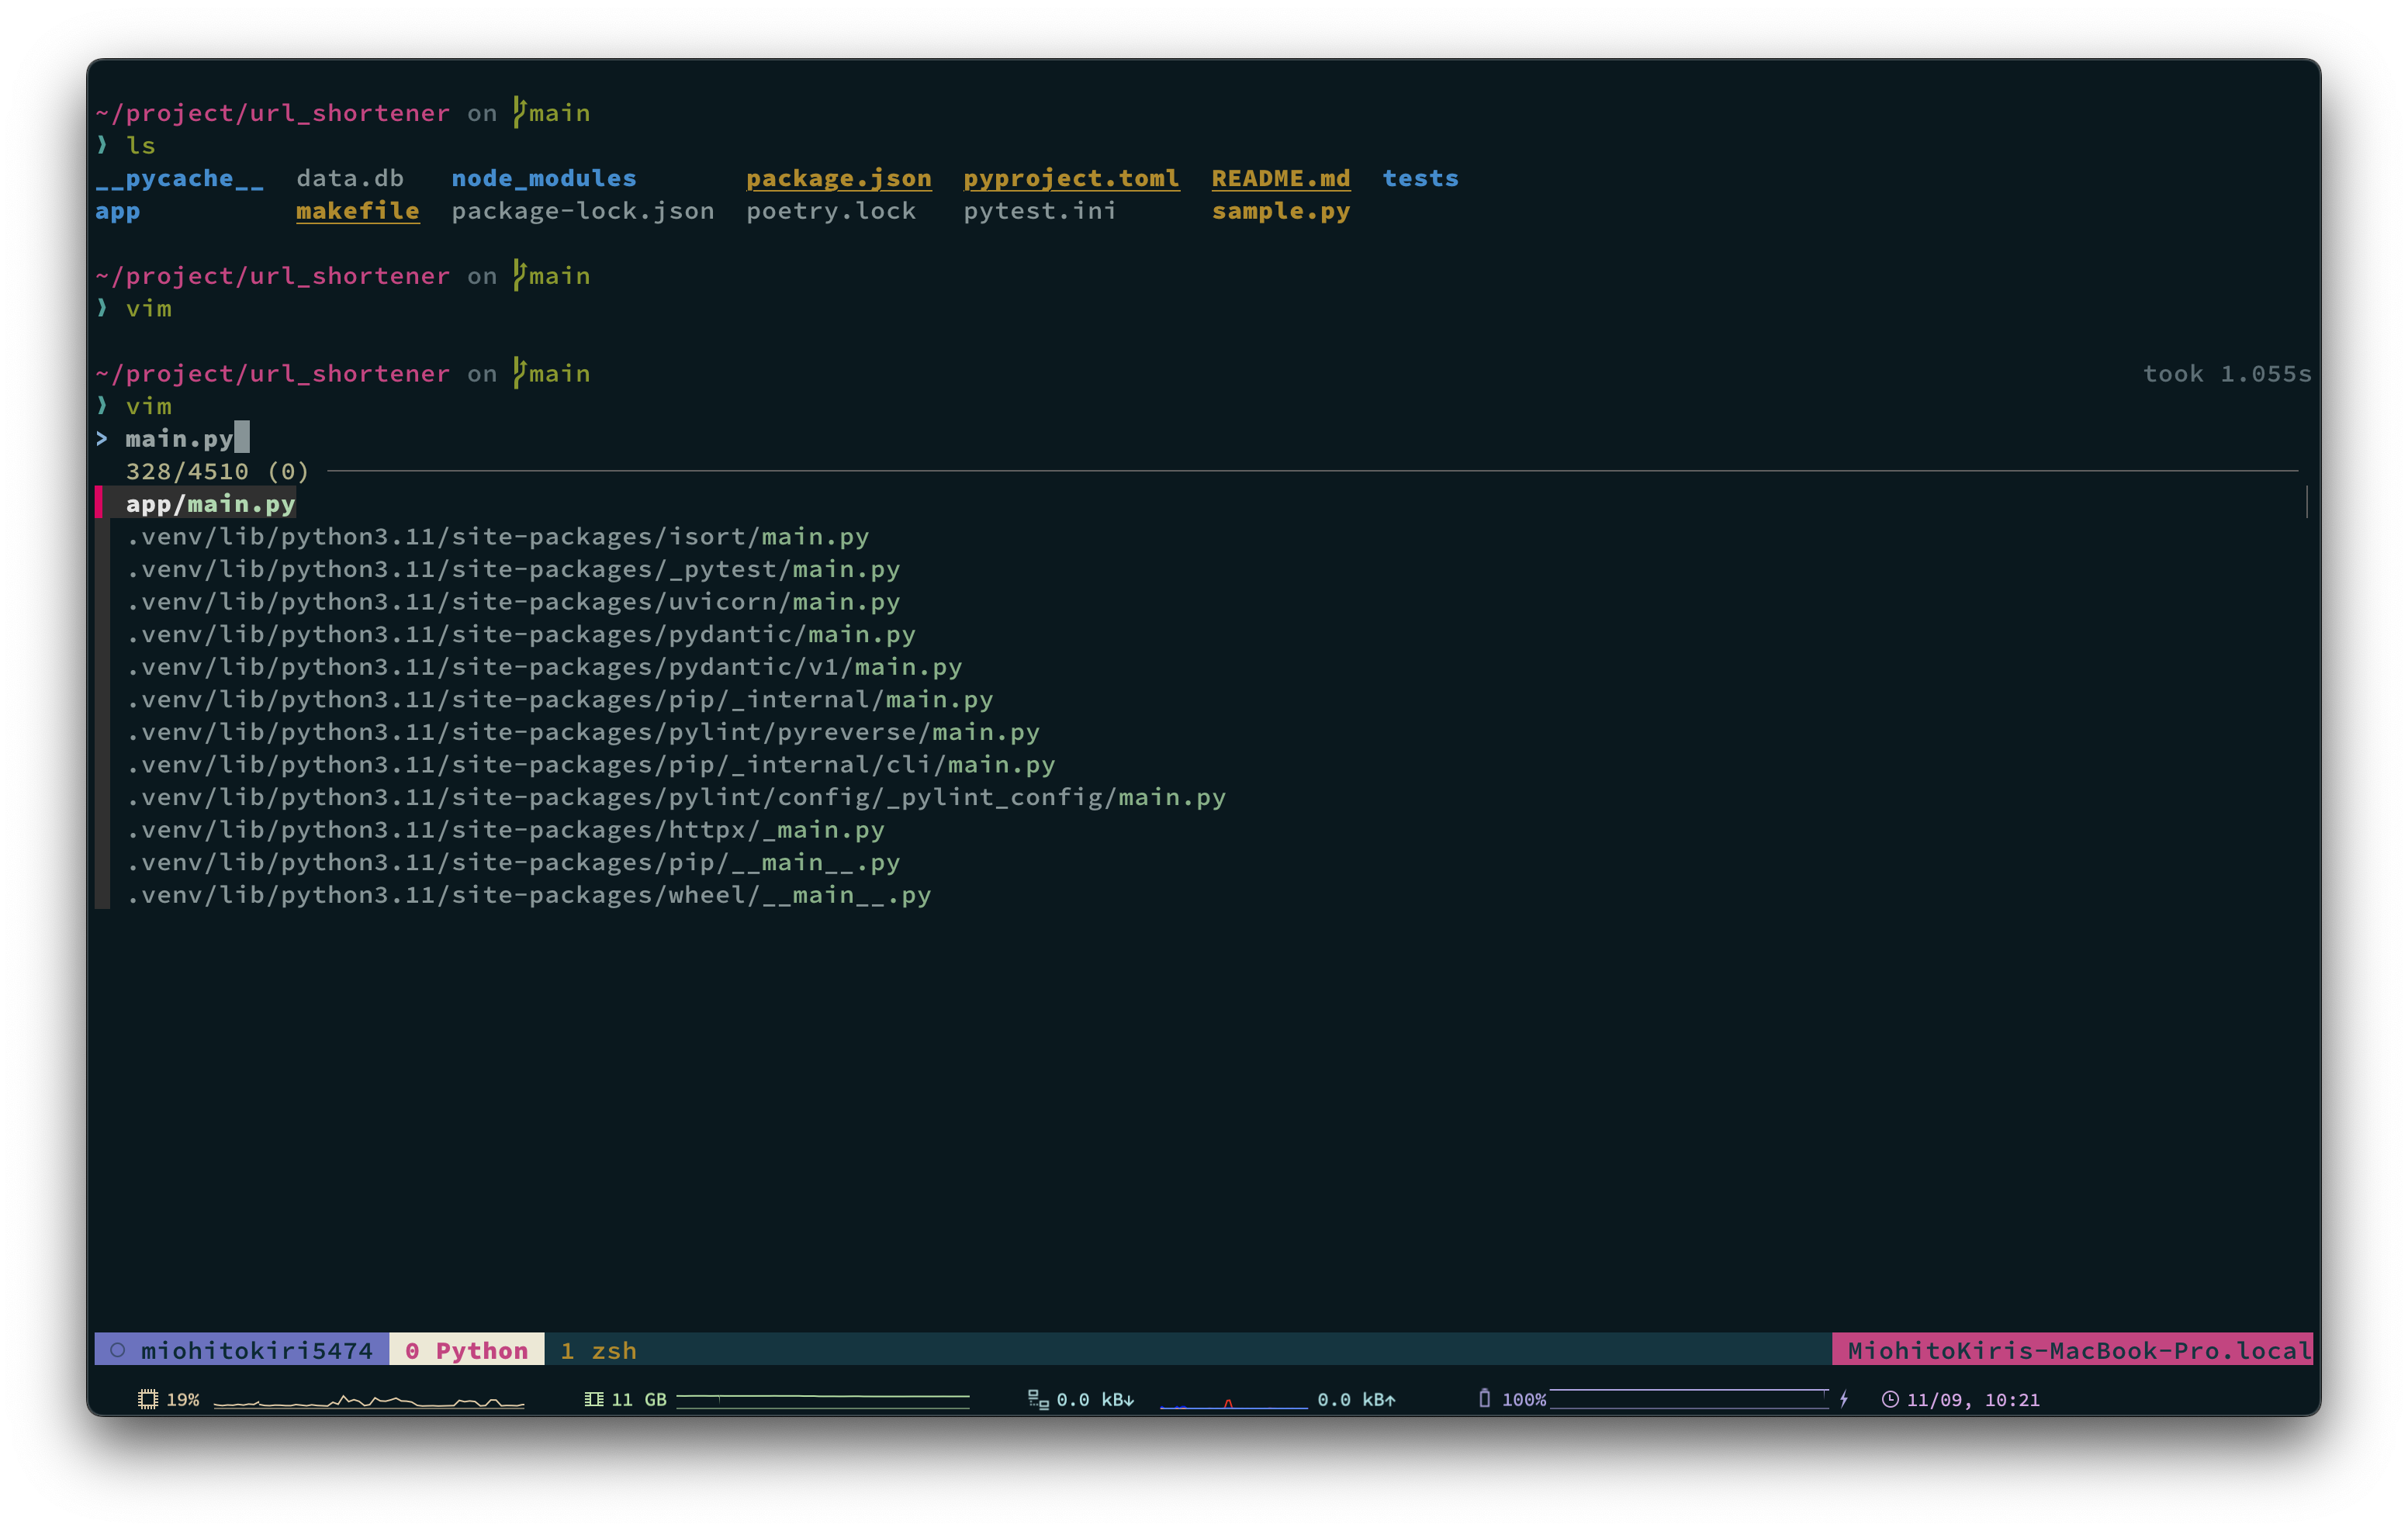 ~/project/url_shortener on main
❯ ls
__pycache__ data.db node_modules package.json pyproject.toml README.md tests
app makefile package-lock.json poetry.lock pytest.ini sample.py
~/project/url_shortener on main
❯ vim
~/project/url_shortener on main took 1.055s
❯ vim
> main.py
328/4510 (0)
app/main.py
.venv/lib/python3.11/site-packages/isort/main.py
.venv/lib/python3.11/site-packages/_pytest/main.py
.venv/lib/python3.11/site-packages/uvicorn/main.py
.venv/lib/python3.11/site-packages/pydantic/main.py
.venv/lib/python3.11/site-packages/pydantic/v1/main.py
.venv/lib/python3.11/site-packages/pip/_internal/main.py
.venv/lib/python3.11/site-packages/pylint/pyreverse/main.py
.venv/lib/python3.11/site-packages/pip/_internal/cli/main.py
.venv/lib/python3.11/site-packages/pylint/config/_pylint_config/main.py
.venv/lib/python3.11/site-packages/httpx/_main.py
.venv/lib/python3.11/site-packages/pip/__main__.py
.venv/lib/python3.11/site-packages/wheel/__main__.py
miohitokiri5474 0 Python 1 zsh MiohitoKiris-MacBook-Pro.local
19% 11 GB 0.0 kB↓ 0.0 kB↑ 100% 11/09, 10:21